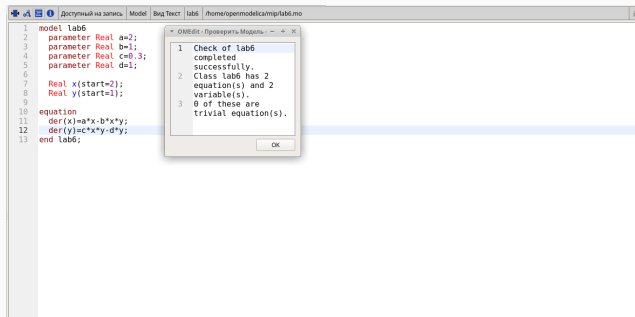 Доступный на запись Model Вид Текст lab6 /home/openmodelica/mip/lab6.mo
1 model lab6
2 parameter Real a=2;
3 parameter Real b=1;
4 parameter Real c=0.3;
5 parameter Real d=1;
6
7 Real x(start=2);
8 Real y(start=1);
9
10 equation
11 der(x)=a*x-b*x*y;
12 der(y)=c*x*y-d*y;
13 end lab6;
OMEdit - Проверить Модель -
1 Check of lab6
completed
successfully.
2 Class lab6 has 2
equation(s) and 2
variable(s).
3 0 of these are
trivial equation(s).
OK